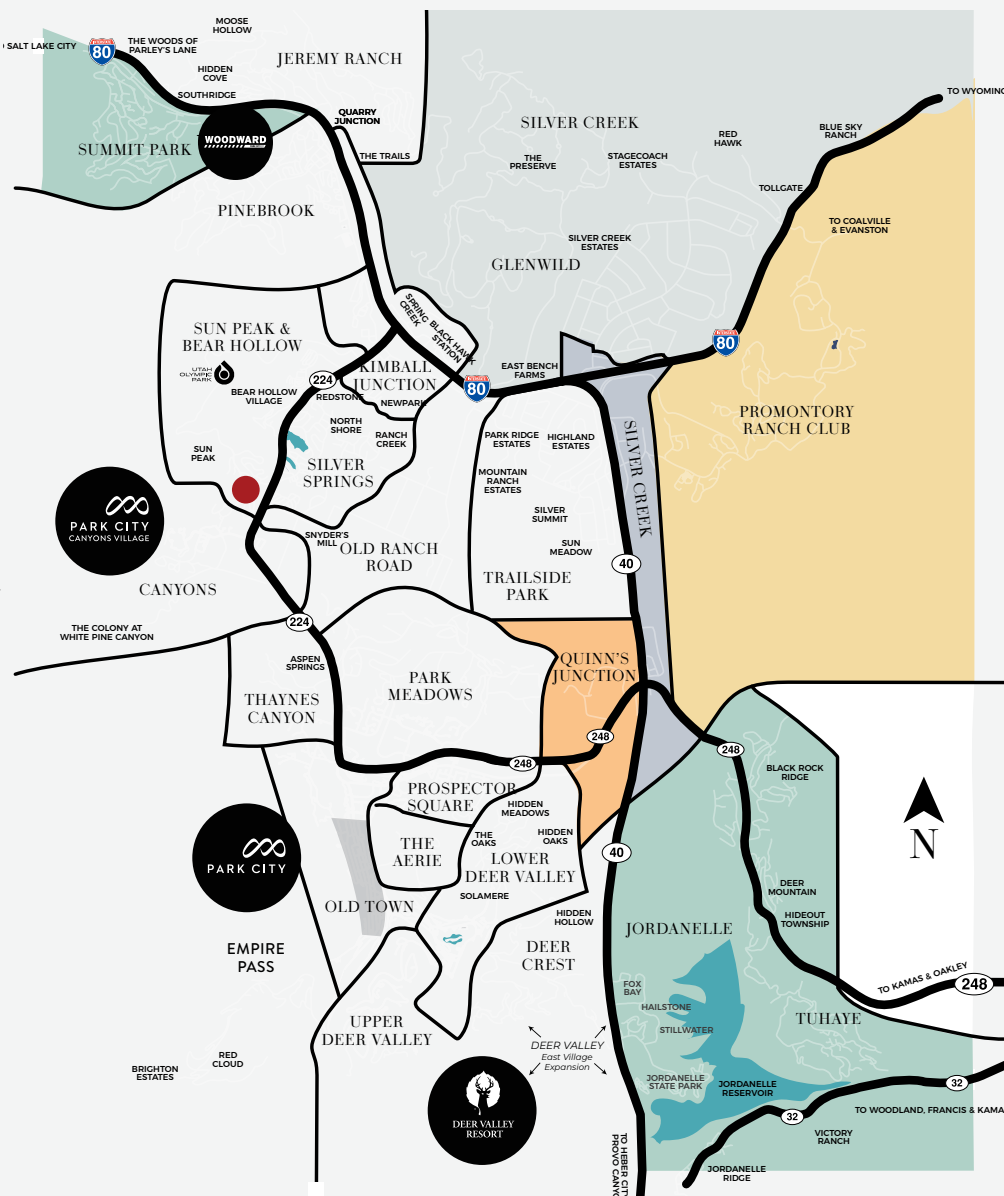 MOOSE
HOLLOW
SALT LAKE CITY
80
THE WOODS OF
PARLEY'S LANE
JEREMY RANCH
HIDDEN
COVE
SOUTHRIDGE
TO WYOMING
QUARRY
JUNCTION
SILVER CREEK
BLUE SKY
RANCH
RED
HAWK
WOODWARD
SUMMIT PARK
THE TRAILS
THE
PRESERVE
STAGECOACH
ESTATES
TOLLGATE
PINEBROOK
TO COALVILLE
& EVANSTON
SILVER CREEK
ESTATES
GLENWILD
SPRING
CREEK
BLACK HAWK
STATION
SUN PEAK &
BEAR HOLLOW
80
UTAH
OLYMPIC
PARK
KIMBALL
JUNCTION
EAST BENCH
FARMS
224
80
BEAR HOLLOW
VILLAGE
REDSTONE
NEWPARK
PROMONTORY
RANCH CLUB
NORTH
SHORE
RANCH
CREEK
PARK RIDGE
ESTATES
HIGHLAND
ESTATES
SILVER CREEK
SUN
PEAK
SILVER
SPRINGS
MOUNTAIN
RANCH
ESTATES
PARK CITY
CANYONS VILLAGE
SILVER
SUMMIT
SNYDER'S
MILL
OLD RANCH
ROAD
SUN
MEADOW
40
TRAILSIDE
PARK
CANYONS
THE COLONY AT
WHITE PINE CANYON
224
ASPEN
SPRINGS
QUINN'S
JUNCTION
PARK
MEADOWS
THAYNES
CANYON
248
248
248
BLACK ROCK
RIDGE
PROSPECTOR
SQUARE
HIDDEN
MEADOWS
N
THE
OAKS
HIDDEN
OAKS
THE
AERIE
40
PARK CITY
LOWER
DEER VALLEY
DEER
MOUNTAIN
SOLAMERE
OLD TOWN
HIDDEN
HOLLOW
HIDEOUT
TOWNSHIP
JORDANELLE
EMPIRE
PASS
DEER
CREST
TO KAMAS & OAKLEY
248
FOX
BAY
HAILSTONE
TUHAYE
UPPER
DEER VALLEY
STILLWATER
DEER VALLEY
East Village
Expansion
RED
CLOUD
BRIGHTON
ESTATES
JORDANELLE
STATE PARK
JORDANELLE
RESERVOIR
32
32
TO WOODLAND, FRANCIS & KAMA
DEER VALLEY
RESORT
VICTORY
RANCH
TO HEBER CITY
PROVO CANYO
JORDANELLE
RIDGE